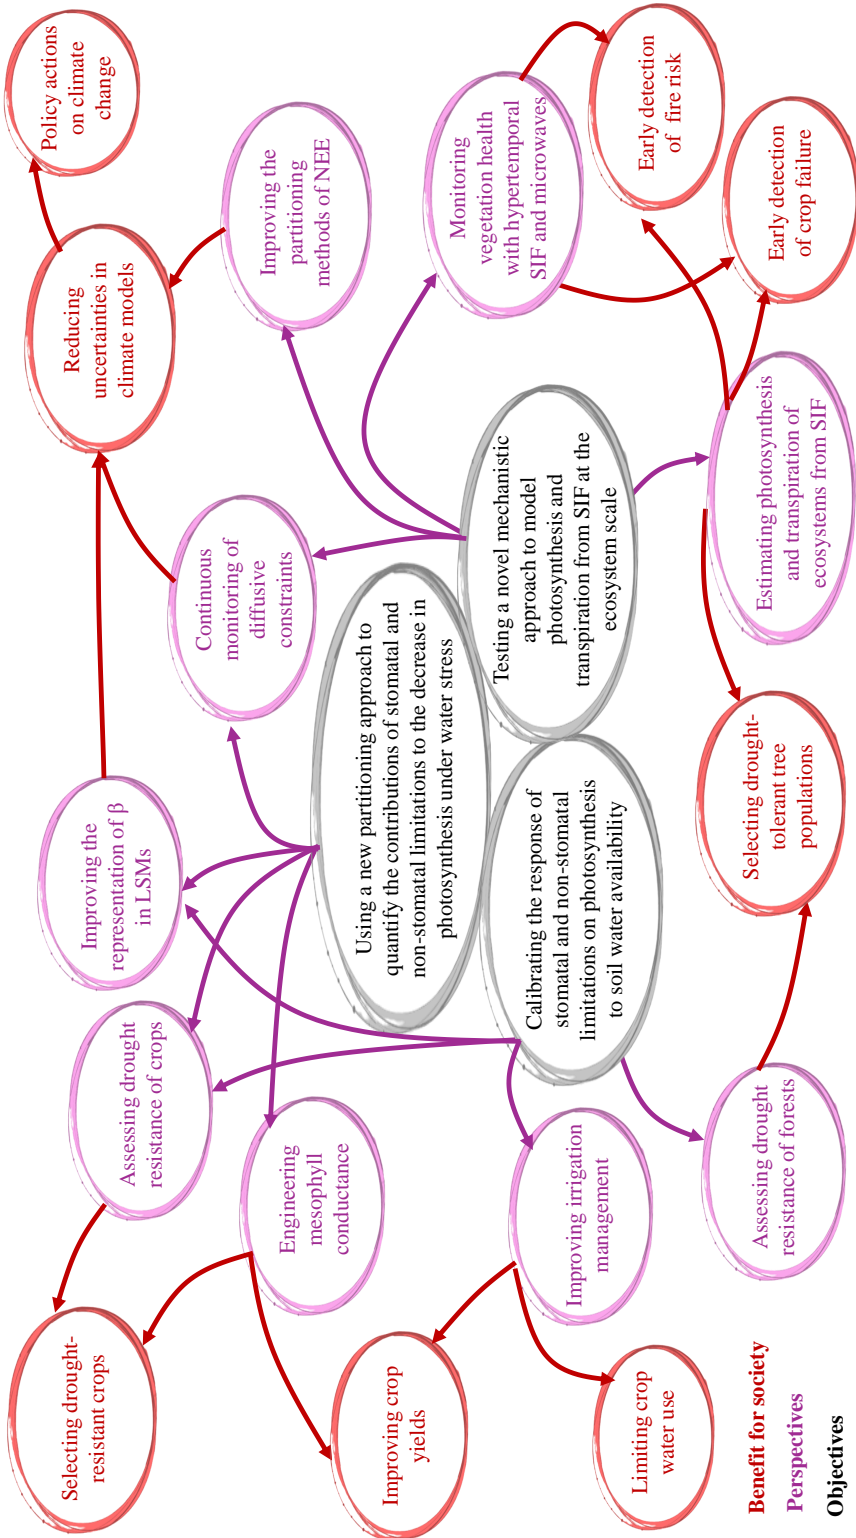 Selecting drought-
resistant crops
Assessing drought
resistance of crops
Improving the
representation of β
in LSMs
Reducing
uncertainties in
climate models
Policy actions
on climate
change
Engineering
mesophyll
conductance
Continuous
monitoring of
diffusive
constraints
Improving the
partitioning
methods of NEE
Improving crop
yields
Using a new partitioning approach to
quantify the contributions of stomatal and
non-stomatal limitations to the decrease in
photosynthesis under water stress
Monitoring
vegetation health
with hypertemporal
SIF and microwaves
Improving irrigation
management
Calibrating the response of
stomatal and non-stomatal
limitations on photosynthesis
to soil water availability
Testing a novel mechanistic
approach to model
photosynthesis and
transpiration from SIF at the
ecosystem scale
Early detection
of fire risk
Limiting crop
water use
Assessing drought
resistance of forests
Selecting drought-
tolerant tree
populations
Estimating photosynthesis
and transpiration of
ecosystems from SIF
Early detection
of crop failure
Benefit for society
Perspectives
Objectives